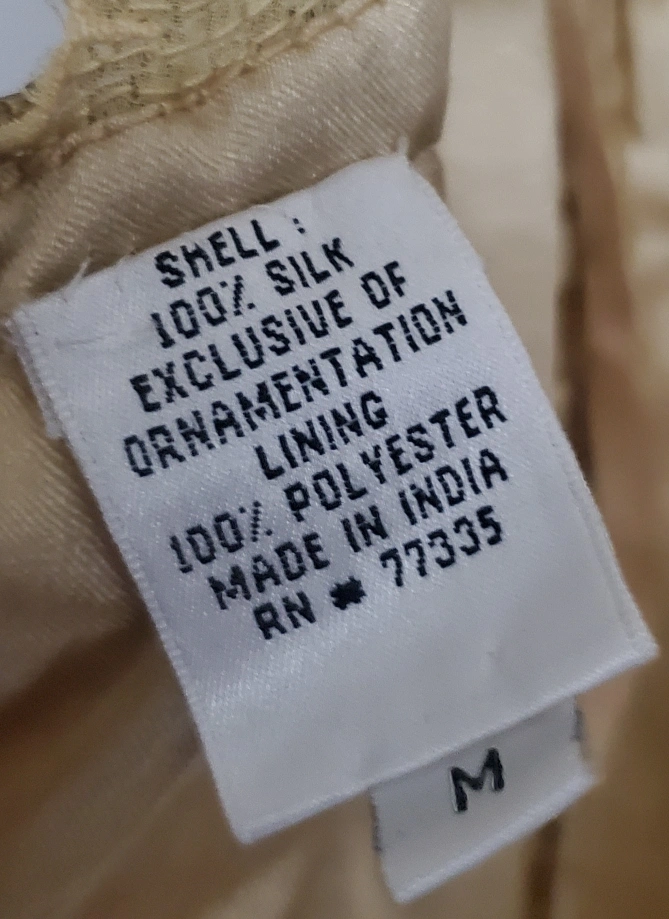 SHELL :
100% SILK
EXCLUSIVE OF
ORNAMENTATION
LINING
100% POLYESTER
MADE IN INDIA
RN # 77335
M